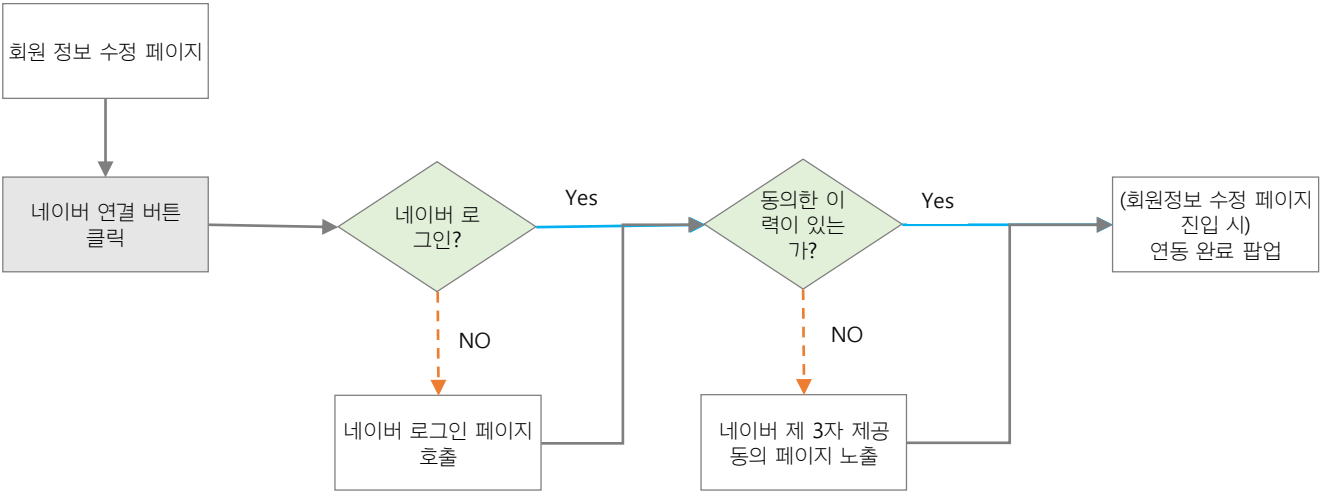 회원 정보 수정 페이지
네이버 연결 버튼
클릭
네이버 로
그인?
Yes
동의한 이
력이 있는
가?
Yes
(회원정보 수정 페이지
진입 시)
연동 완료 팝업
NO
NO
네이버 로그인 페이지
호출
네이버 제 3자 제공
동의 페이지 노출